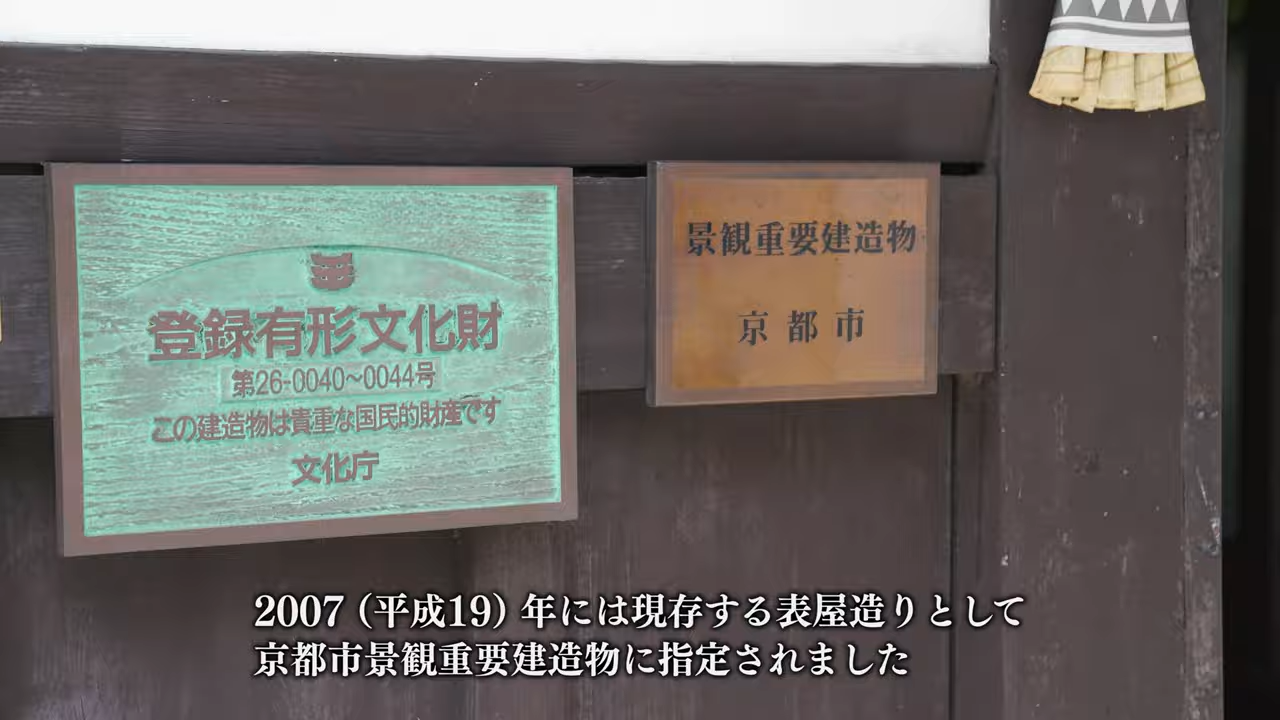 登録有形文化財
第26-0040~0044号
この建造物は貴重な国民的財産です
文化庁
景観重要建造物
京都市
2007(平成19)年には現存する表屋造りとして
京都市景観重要建造物に指定されました